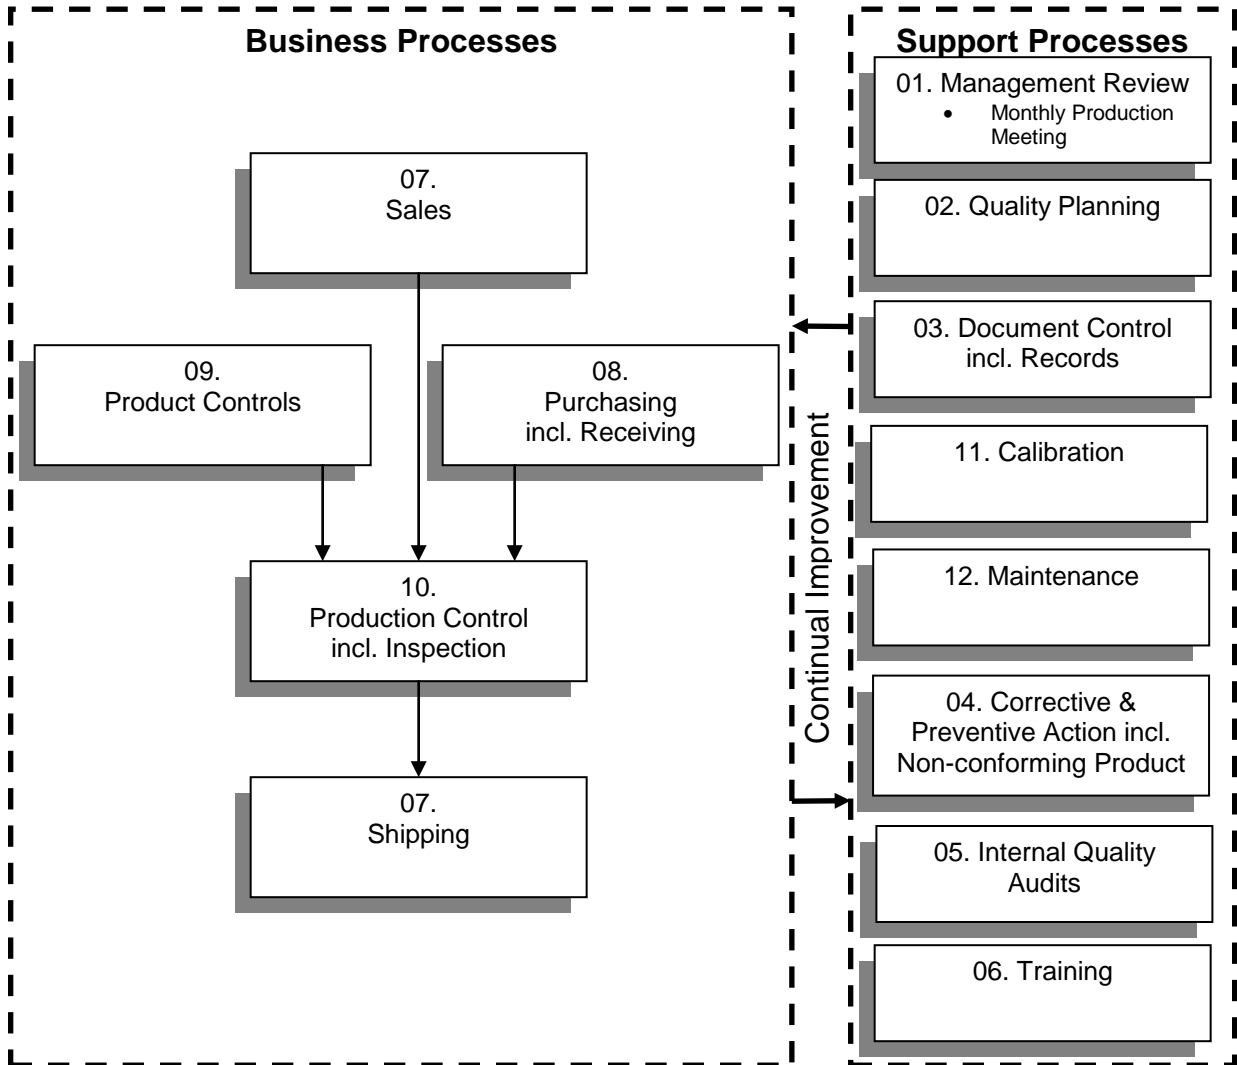 Business Processes
07.
Sales
09.
Product Controls
08.
Purchasing
incl. Receiving
10.
Production Control
incl. Inspection
07.
Shipping
Continual Improvement
Support Processes
01. Management Review
• Monthly Production
Meeting
02. Quality Planning
03. Document Control
incl. Records
11. Calibration
12. Maintenance
04. Corrective &
Preventive Action incl.
Non-conforming Product
05. Internal Quality
Audits
06. Training